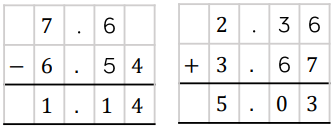 7 . 6
− 6 . 5 4
1 . 1 4
2 . 3 6
+ 3 . 6 7
5 . 0 3